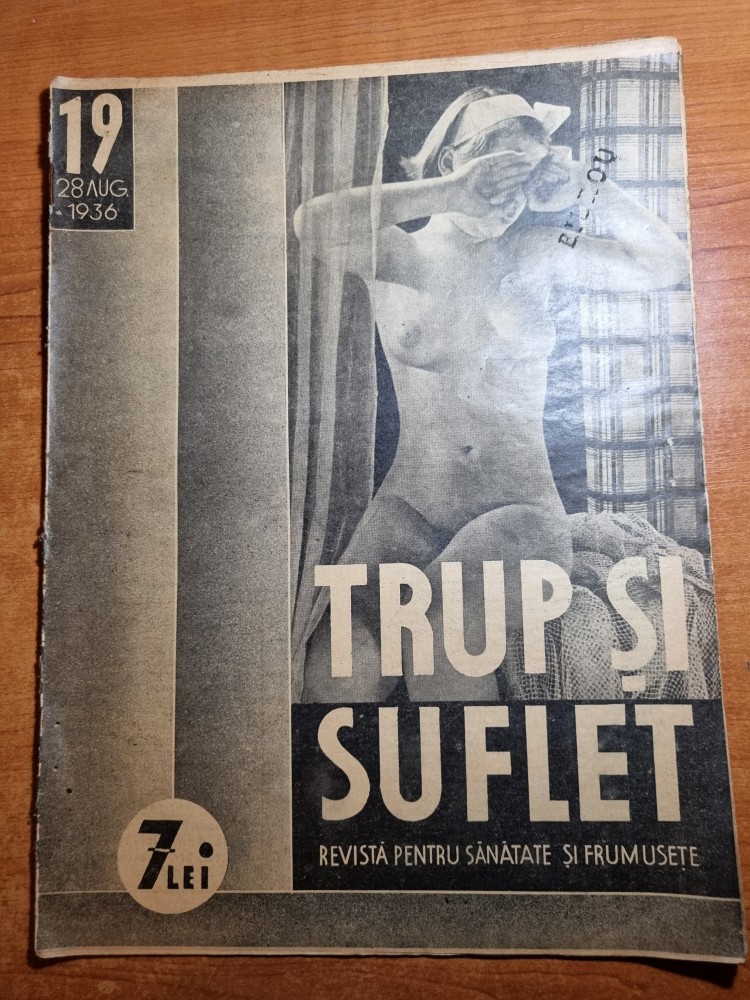 19
28 AUG.
1936
TRUP ȘI
SUFLET
REVISTĂ PENTRU SĂNĂTATE ȘI FRUMUSEȚE
7 LEI